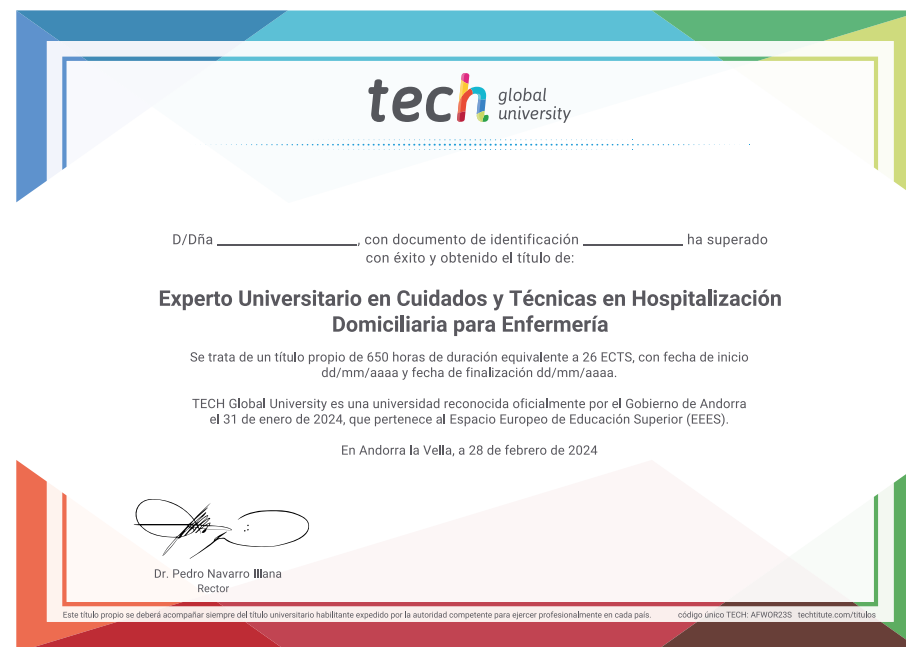 tech global university
D/Dña ____________________, con documento de identificación ______________ ha superado
con éxito y obtenido el título de:
Experto Universitario en Cuidados y Técnicas en Hospitalización
Domiciliaria para Enfermería
Se trata de un título propio de 650 horas de duración equivalente a 26 ECTS, con fecha de inicio
dd/mm/aaaa y fecha de finalización dd/mm/aaaa.
TECH Global University es una universidad reconocida oficialmente por el Gobierno de Andorra
el 31 de enero de 2024, que pertenece al Espacio Europeo de Educación Superior (EEES).
En Andorra la Vella, a 28 de febrero de 2024
Dr. Pedro Navarro Illana
Rector
Este título propio se deberá acompañar siempre del título universitario habilitante expedido por la autoridad competente para ejercer profesionalmente en cada país. código único TECH: AFWOR23S techtitute.com/titulos